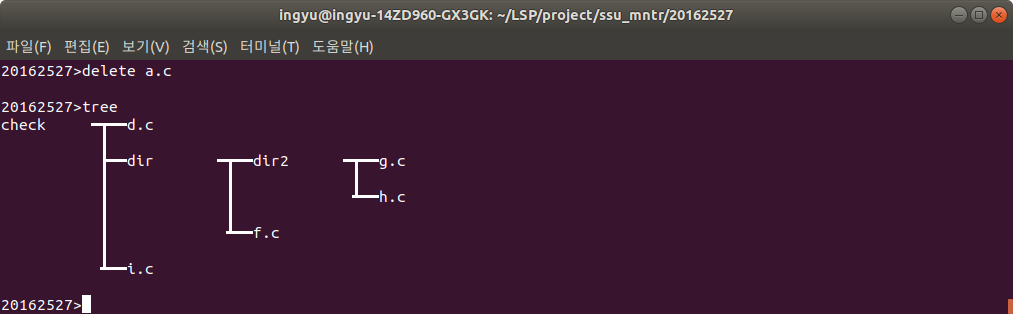 ingyu@ingyu-14ZD960-GX3GK: ~/LSP/project/ssu_mntr/20162527
파일(F) 편집(E) 보기(V) 검색(S) 터미널(T) 도움말(H)
20162527>delete a.c
20162527>tree
check d.c
dir dir2 g.c
h.c
f.c
i.c
20162527>